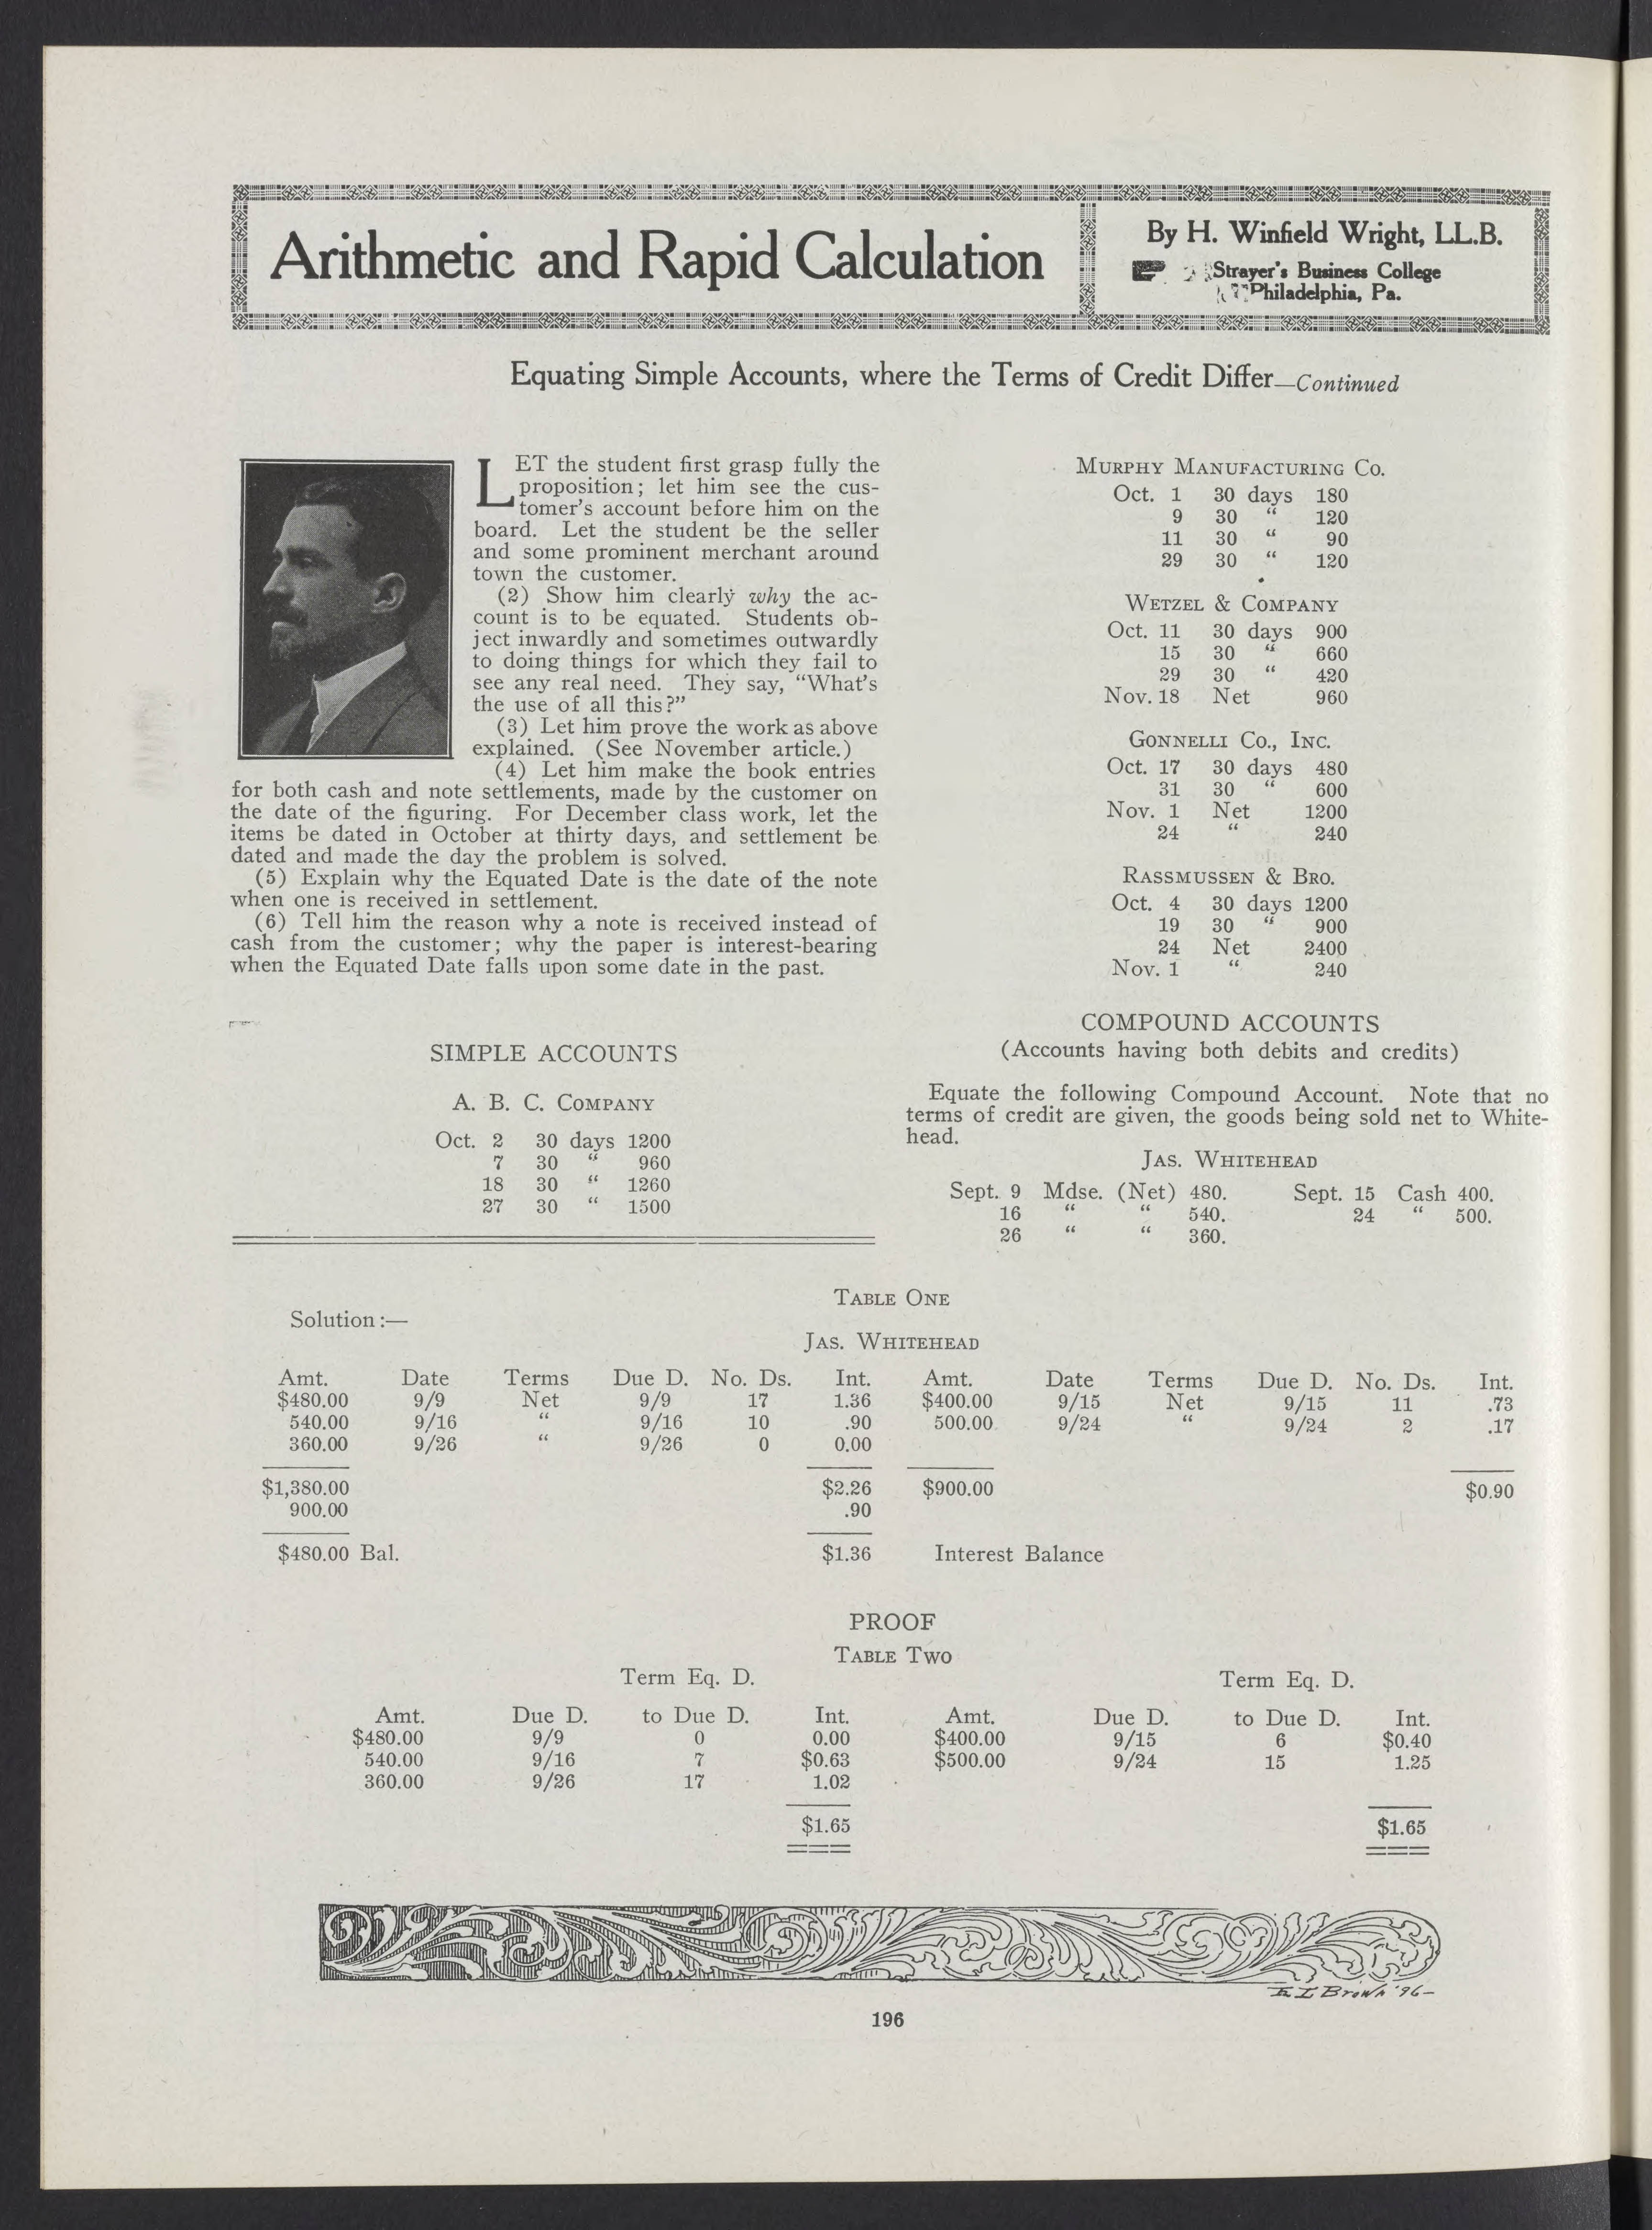 Arithmetic and Rapid Calculation
By H. Winfield Wright, LL.B.
Strayer's Business College
Philadelphia, Pa.
Equating Simple Accounts, where the Terms of Credit Differ—Continued
LET the student first grasp fully the
proposition; let him see the cus-
tomer's account before him on the
board. Let the student be the seller
and some prominent merchant around
town the customer.
(2) Show him clearly why the ac-
count is to be equated. Students ob-
ject inwardly and sometimes outwardly
to doing things for which they fail to
see any real need. They say, "What's
the use of all this?"
(3) Let him prove the work as above
explained. (See November article.)
(4) Let him make the book entries
for both cash and note settlements, made by the customer on
the date of the figuring. For December class work, let the
items be dated in October at thirty days, and settlement be
dated and made the day the problem is solved.
(5) Explain why the Equated Date is the date of the note
when one is received in settlement.
(6) Tell him the reason why a note is received instead of
cash from the customer; why the paper is interest-bearing
when the Equated Date falls upon some date in the past.
SIMPLE ACCOUNTS
A. B. C. COMPANY
Oct. 2 30 days 1200
7 30 " 960
18 30 " 1260
27 30 " 1500
MURPHY MANUFACTURING CO.
Oct. 1 30 days 180
9 30 " 120
11 30 " 90
29 30 " 120
WETZEL & COMPANY
Oct. 11 30 days 900
15 30 " 660
29 30 " 420
Nov. 18 Net 960
GONNELLI CO., INC.
Oct. 17 30 days 480
31 30 " 600
Nov. 1 Net 1200
24 " 240
RASSMUSSEN & BRO.
Oct. 4 30 days 1200
19 30 " 900
24 Net 2400
Nov. 1 " 240
COMPOUND ACCOUNTS
(Accounts having both debits and credits)
Equate the following Compound Account. Note that no
terms of credit are given, the goods being sold net to White-
head.
JAS. WHITEHEAD
Sept. 9 Mdse. (Net) 480. Sept. 15 Cash 400.
16 " " 540. 24 " 500.
26 " " 360.
TABLE ONE
Solution:—
JAS. WHITEHEAD
Amt. Date Terms Due D. No. Ds. Int. Amt. Date Terms Due D. No. Ds. Int.
$480.00 9/9 Net 9/9 17 1.36 $400.00 9/15 Net 9/15 11 .73
540.00 9/16 " 9/16 10 .90 500.00 9/24 " 9/24 2 .17
360.00 9/26 " 9/26 0 0.00
$1,380.00 $2.26 $900.00 $0.90
900.00 .90
$480.00 Bal. $1.36 Interest Balance
PROOF
TABLE TWO
Term Eq. D. Term Eq. D.
Amt. Due D. to Due D. Int. Amt. Due D. to Due D. Int.
$480.00 9/9 0 0.00 $400.00 9/15 6 $0.40
540.00 9/16 7 $0.63 $500.00 9/24 15 1.25
360.00 9/26 17 1.02
$1.65 $1.65
E L Brown '96-
196